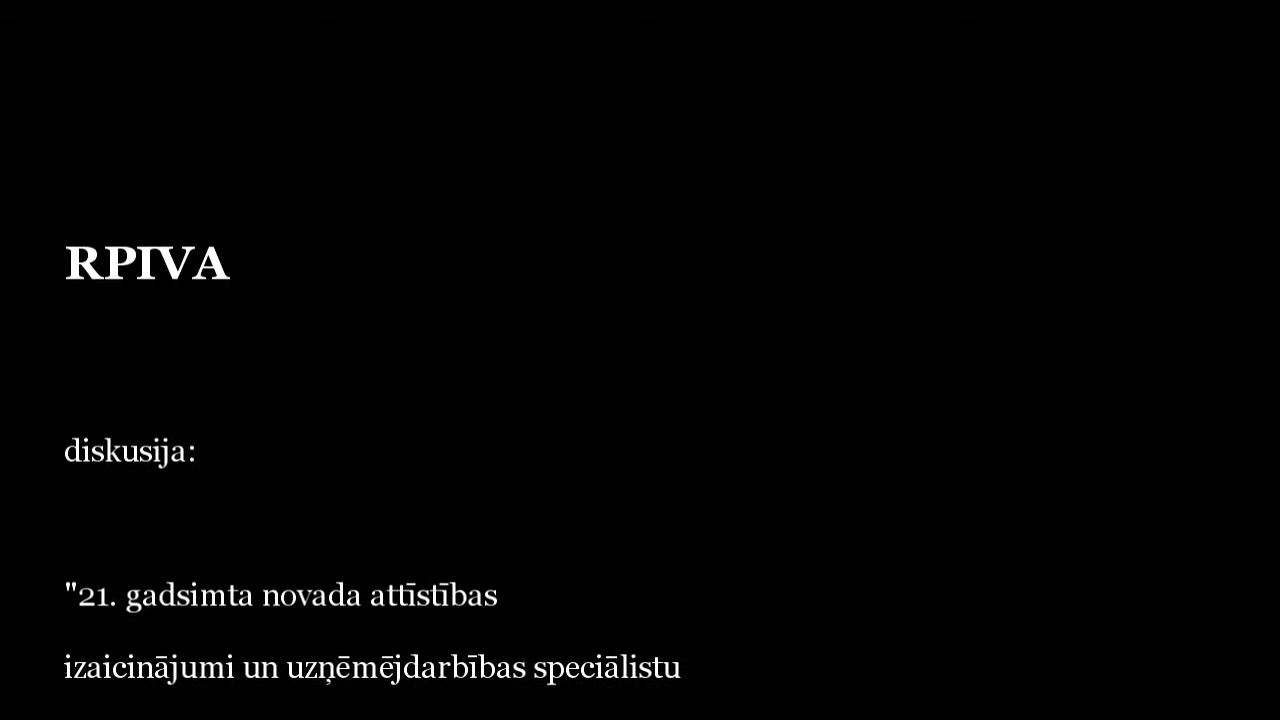 RPIVA
diskusija:
"21. gadsimta novada attīstības
izaicinājumi un uzņēmējdarbības speciālistu